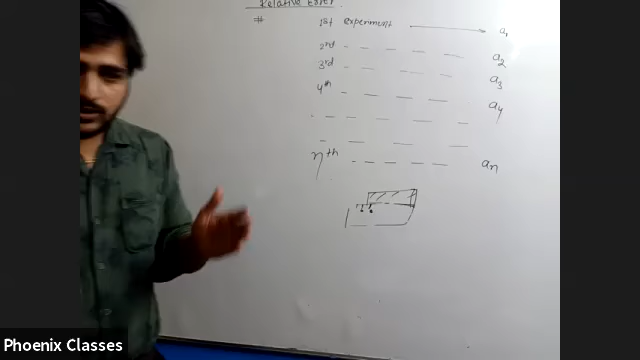 Relative Error
# 1st experiment → a₁
2nd - - - - - a₂
3rd - - - - - a₃
4th - - - - a₄
nth - - - - - aₙ
Phoenix Classes